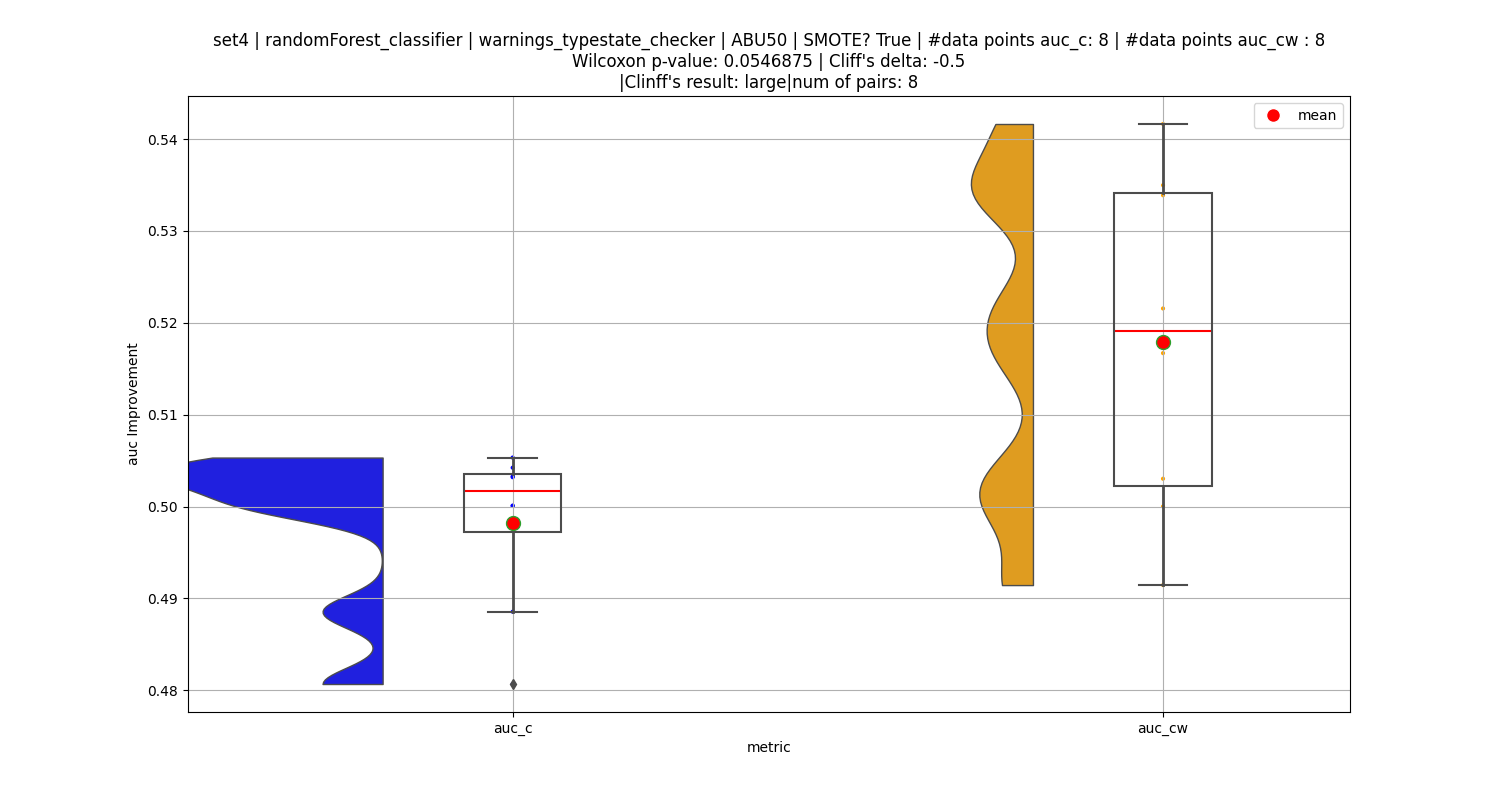 set4 | randomForest_classifier | warnings_typestate_checker | ABU50 | SMOTE? True | #data points auc_c: 8 | #data points auc_cw : 8
Wilcoxon p-value: 0.0546875 | Cliff's delta: -0.5
|Clinff's result: large|num of pairs: 8
mean
0.54
0.53
0.52
0.51
0.50
0.49
0.48
auc Improvement
auc_c
auc_cw
metric